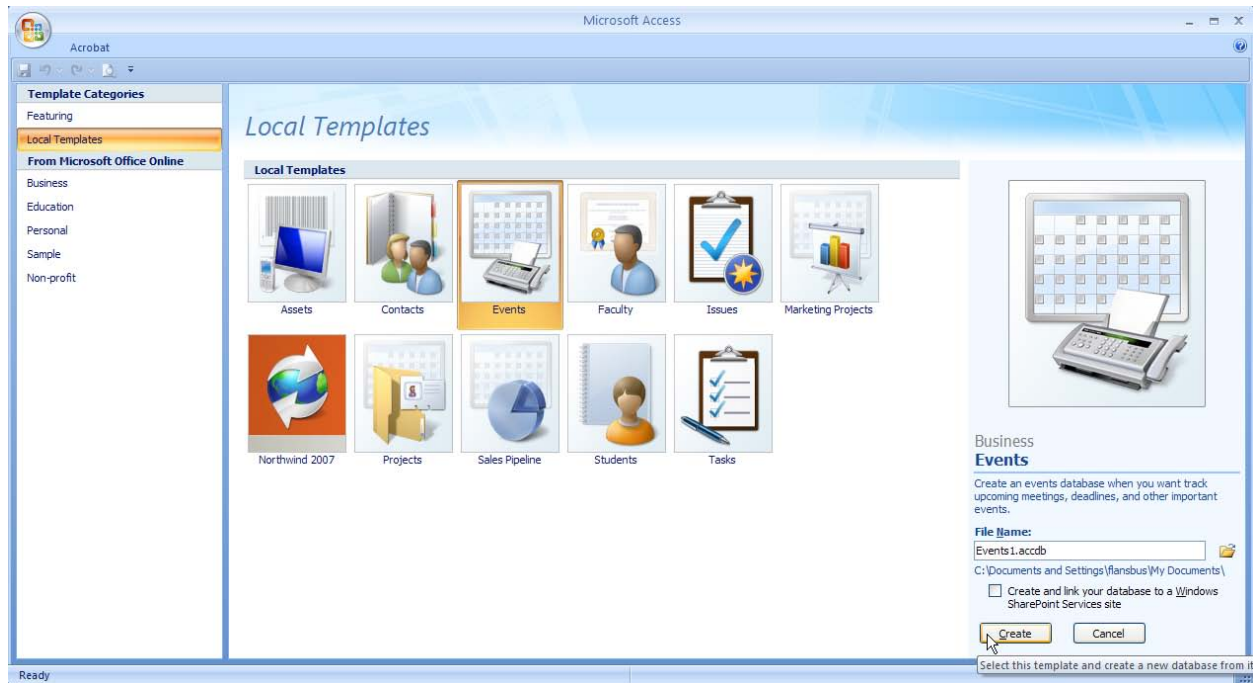 Microsoft Access
Acrobat
Template Categories
Featuring
Local Templates
From Microsoft Office Online
Business
Education
Personal
Sample
Non-profit
Local Templates
Local Templates
Assets
Contacts
Events
Faculty
Issues
Marketing Projects
Northwind 2007
Projects
Sales Pipeline
Students
Tasks
Business
Events
Create an events database when you want track
upcoming meetings, deadlines, and other important
events.
File Name:
Events1.accdb
C:\Documents and Settings\flansbus\My Documents\
Create and link your database to a Windows
SharePoint Services site
Create
Cancel
Select this template and create a new database from it
Ready